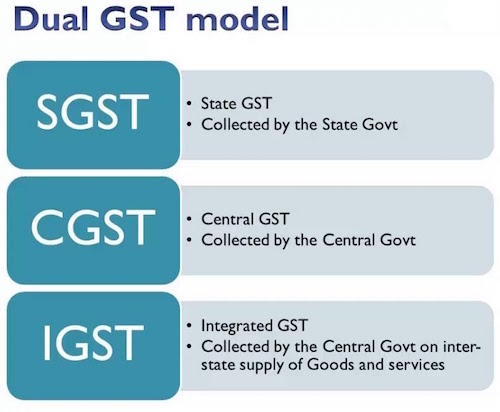 Dual GST model
SGST
• State GST
• Collected by the State Govt
CGST
• Central GST
• Collected by the Central Govt
IGST
• Integrated GST
• Collected by the Central Govt on inter-
state supply of Goods and services